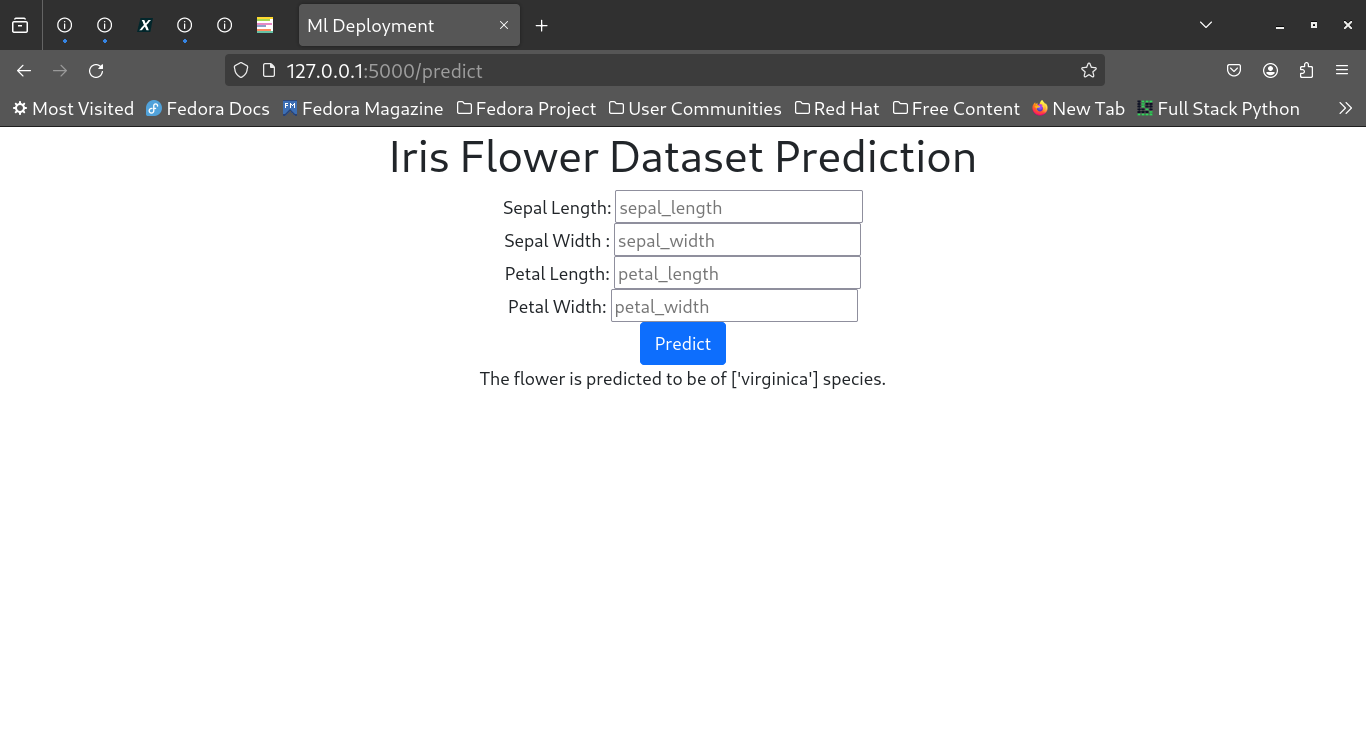 Ml Deployment
127.0.0.1:5000/predict
Most Visited Fedora Docs Fedora Magazine Fedora Project User Communities Red Hat Free Content New Tab Full Stack Python
Iris Flower Dataset Prediction
Sepal Length: sepal_length
Sepal Width : sepal_width
Petal Length: petal_length
Petal Width: petal_width
Predict
The flower is predicted to be of ['virginica'] species.